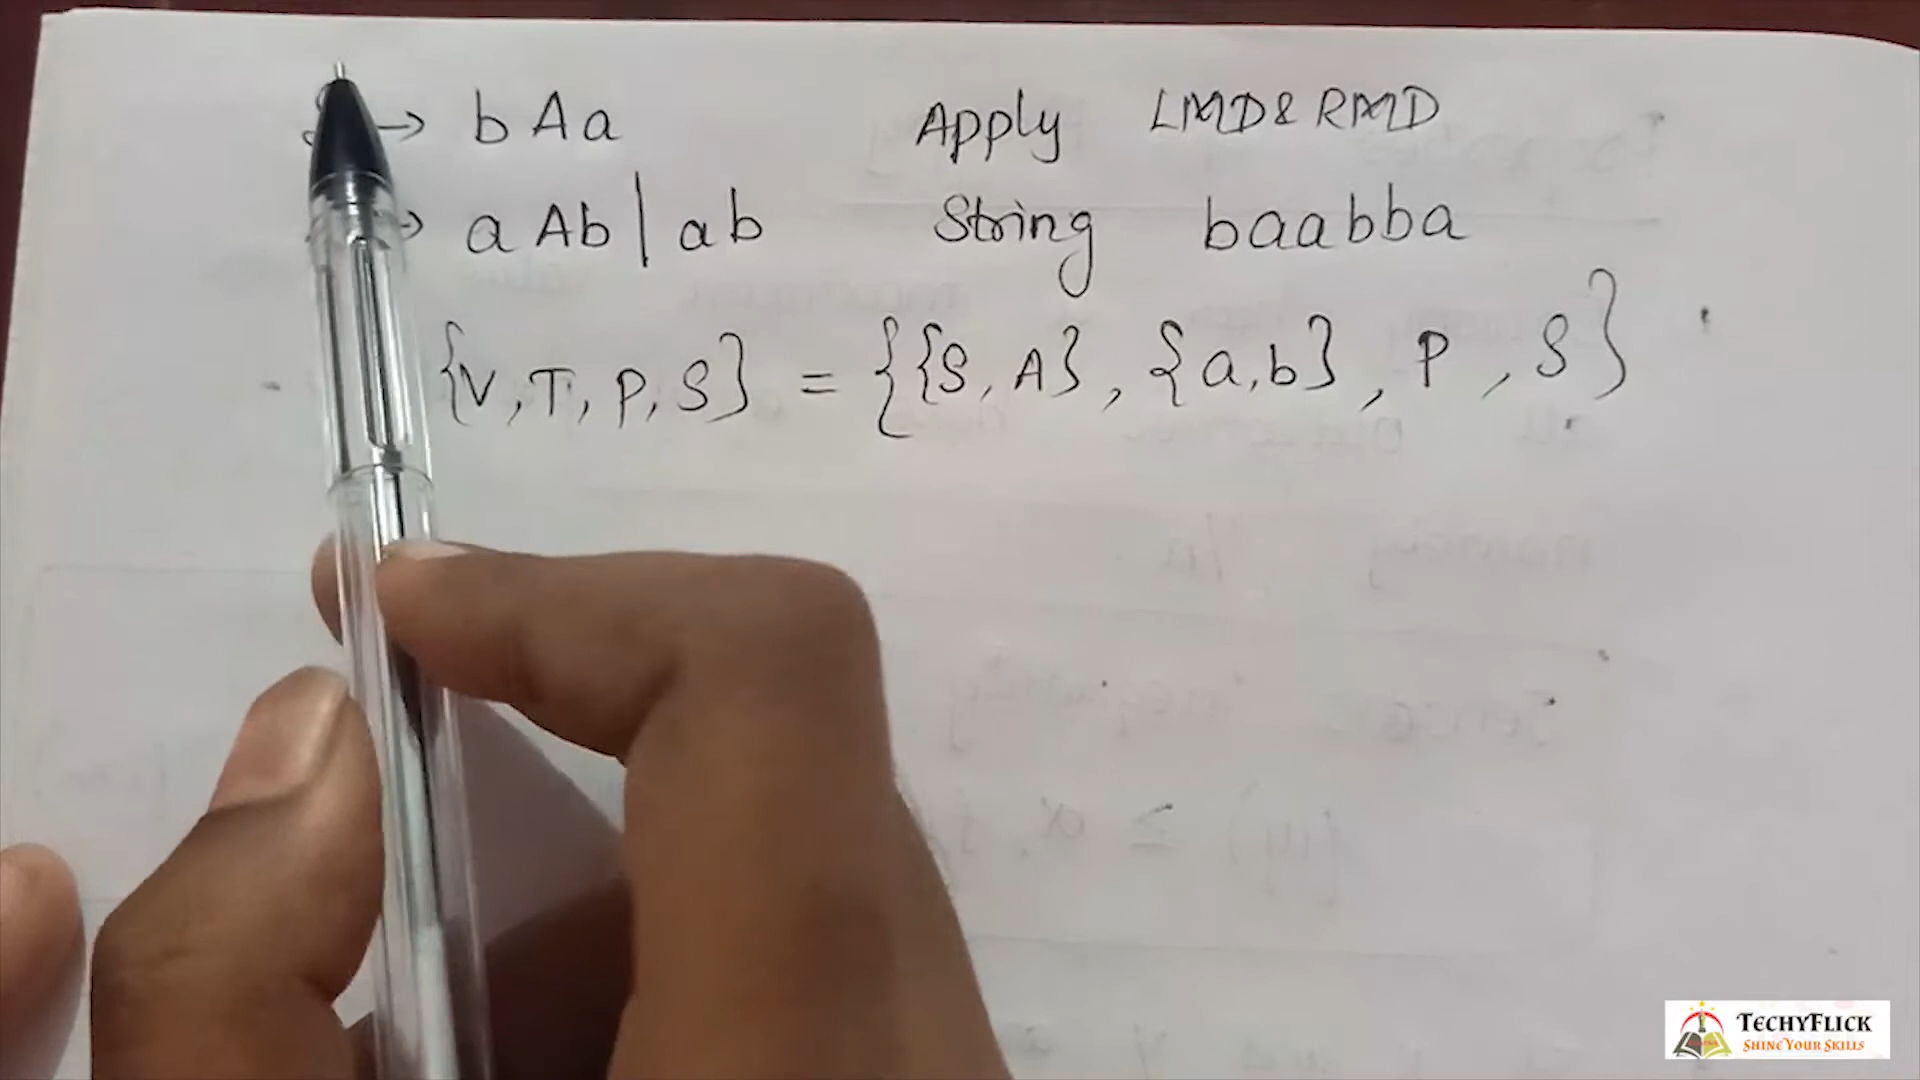 S → bAa Apply LMD & RMD
→ aAb | ab String baabba
{V, T, P, S} = {{S, A}, {a, b}, P, S}
TECHYFLICK
SHINE YOUR SKILLS